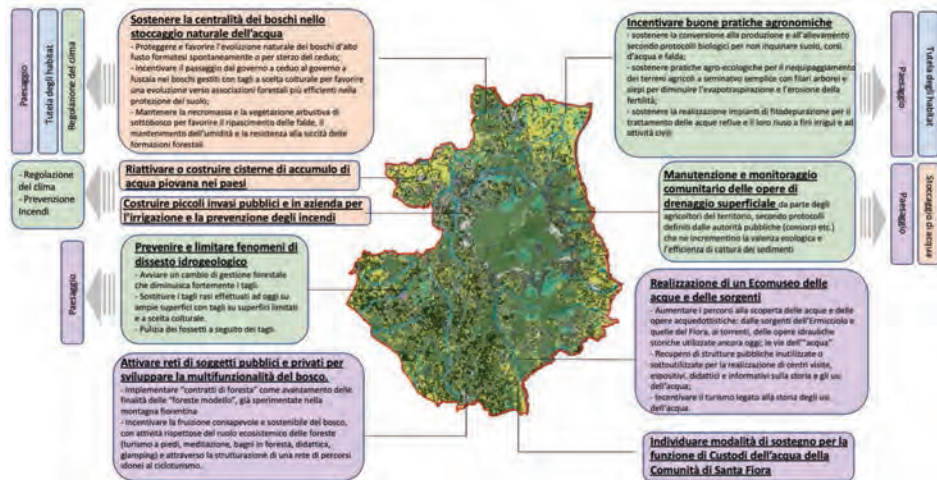 Paesaggio
Tutela degli habitat
Regolazione del clima
Sostenere la centralità dei boschi nello
stoccaggio naturale dell'acqua
- Proteggere e favorire l'evoluzione naturale dei boschi d'alto
fusto formatesi spontaneamente o per sterzo del ceduo;
- Incentivare il passaggio dal governo a ceduo al governo e
fustaia nei boschi gestiti con tagli a scelta colturale per favorire
una evoluzione verso associazioni forestali più efficienti nella
protezione del suolo;
- Mantenere la necromassa e la vegetazione arbustiva di
sottobosco per favorire il ripascimento delle falde, il
mantenimento dell'umidità e la resistenza alla siccità delle
formazioni forestali
- Regolazione
del clima
- Prevenzione
Incendi
Riattivare o costruire cisterne di accumulo di
acqua piovana nei paesi
Costruire piccoli invasi pubblici e in azienda per
l'irrigazione e la prevenzione degli incendi
Paesaggio
Prevenire e limitare fenomeni di
dissesto idrogeologico
- Avviare un cambio di gestione forestale
che diminuisca fortemente i tagli.
- Sostituire i tagli rasi effettuati ad oggi su
ampie superfici con tagli su superfici limitati
e a scelta colturale.
- Pulizia dei fossetti a seguito dei tagli.
Attivare reti di soggetti pubblici e privati per
sviluppare la multifunzionalità del bosco.
- Implementare "contratti di foresta" come avanzamento delle
finalità delle "foreste modello", già sperimentate nella
montagna fiorentina
- Incentivare la fruizione consapevole e sostenibile del bosco,
con attività rispettose del ruolo ecosistemico delle foreste
(turismo a piedi, meditazione, bagni in foresta, didattica,
glamping) e attraverso la strutturazione di una rete di percorsi
idonei al cicloturismo.
Incentivare buone pratiche agronomiche
- sostenere la conversione alla produzione e all'allevamento
secondo protocolli biologici per non inquinare suolo, corsi
d'acqua e falda;
- sostenere pratiche agro-ecologiche per il riequipaggiamento
dei terreni agricoli a seminativo semplice con filari arborei e
siepi per diminuire l'evapotraspirazione e l'erosione della
fertilità;
- sostenere la realizzazione impianti di fitodepurazione per il
trattamento delle acque reflue e il loro riuso a fini irrigui e ad
attività civili
Paesaggio
Tutela degli habitat
Manutenzione e monitoraggio
comunitario delle opere di
drenaggio superficiale da parte degli
agricoltori del territorio, secondo protocolli
definiti dalle autorità pubbliche (consorzi etc.)
che ne incrementino la valenza ecologica e
l'efficienza di cattura dei sedimenti
Paesaggio
Stoccaggio di acqua
Realizzazione di un Ecomuseo delle
acque e delle sorgenti
- Aumentare i percorsi alla scoperta delle acque e delle
opere acquedottistiche: dalle sorgenti dell'Ermicciolo e
quelle del Fiora, ai torrenti, delle opere idrauliche
storiche utilizzate ancora oggi; le vie dell'"acqua"
- Recupero di strutture pubbliche inutilizzate o
sottoutilizzate per la realizzazione di centri visite,
espositivi, didattici e informativi sulla storia e gli usi
dell'acqua;
- Incentivare il turismo legato alla storia degli usi
dell'acqua.
Individuare modalità di sostegno per la
funzione di Custodi dell'acqua della
Comunità di Santa Fiora